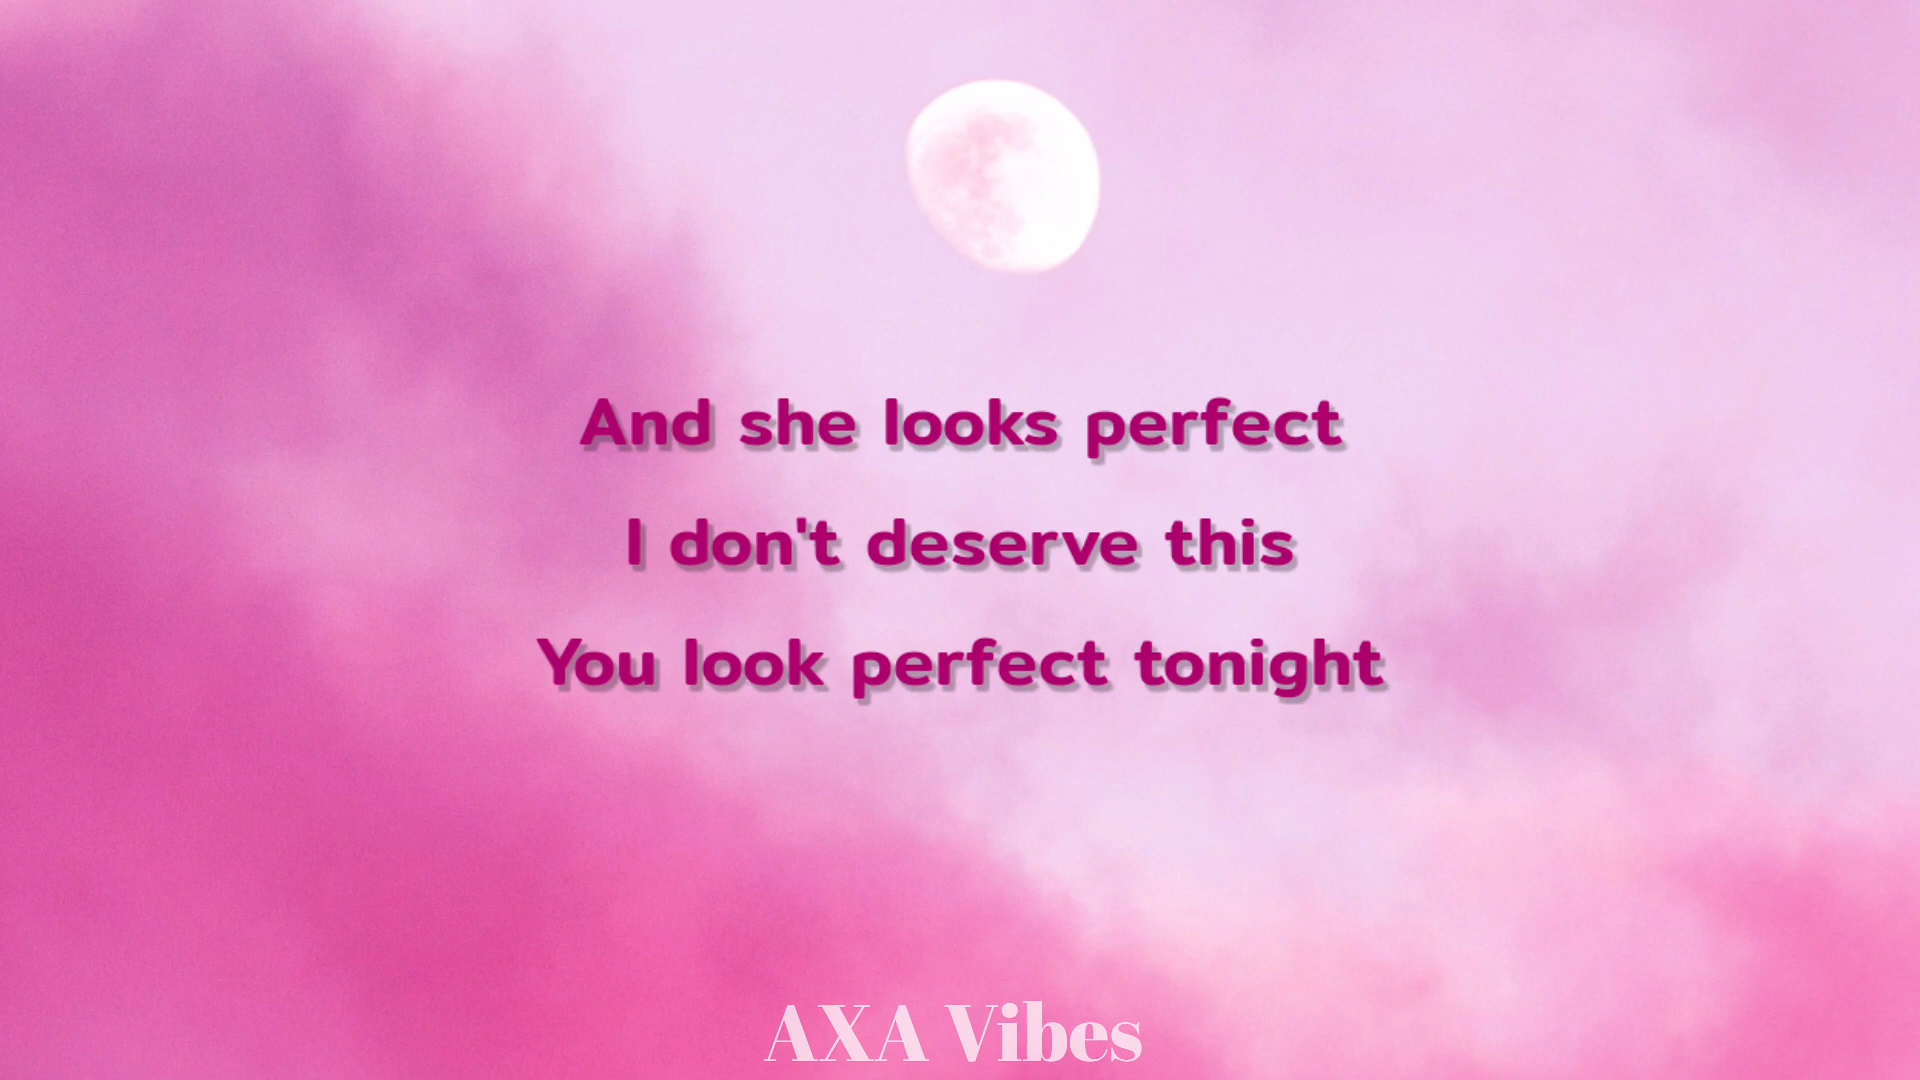 And she looks perfect
I don't deserve this
You look perfect tonight
AXA Vibes